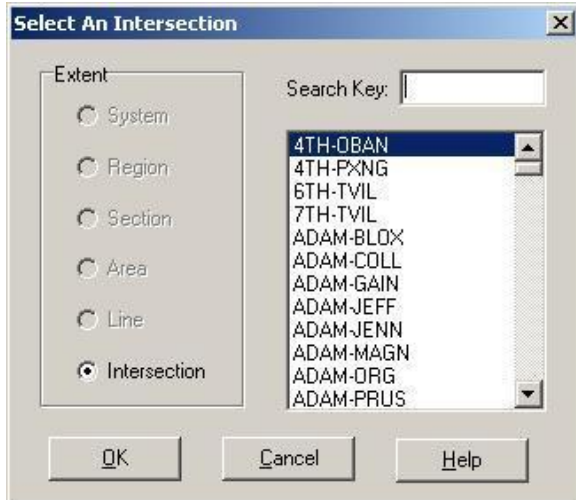 Select An Intersection
Extent
System
Region
Section
Area
Line
Intersection
Search Key:
4TH-OBAN
4TH-PXNG
6TH-TVIL
7TH-TVIL
ADAM-BLOX
ADAM-COLL
ADAM-GAIN
ADAM-JEFF
ADAM-JENN
ADAM-MAGN
ADAM-ORG
ADAM-PRUS
OK
Cancel
Help